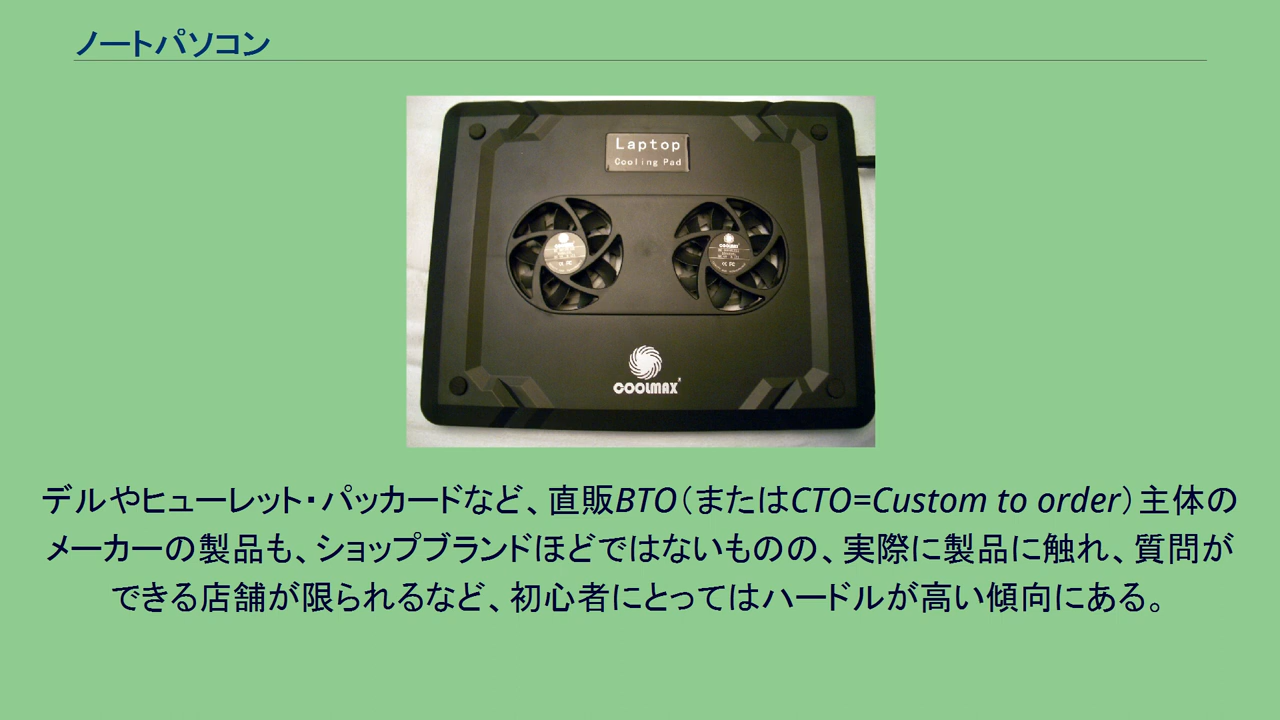 ノートパソコン
Laptop
Cooling Pad
COOLMAX
COOLMAX
COOLMAX
デルやヒューレット・パッカードなど、直販BTO（またはCTO=Custom to order）主体の
メーカーの製品も、ショップブランドほどではないものの、実際に製品に触れ、質問が
できる店舗が限られるなど、初心者にとってはハードルが高い傾向にある。